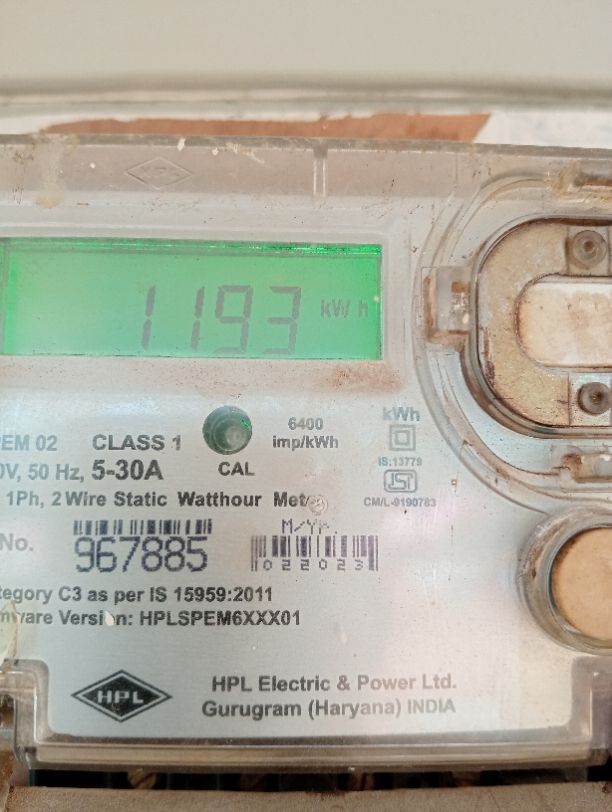 1193 kWh
6400
imp/kWh
kWh
EM 02 CLASS 1
0V, 50 Hz, 5-30A
CAL
IS:13779
ISI
CM/L-9190783
1Ph, 2 Wire Static Watthour Met
M/Yr.
No. 967885
022023
tegory C3 as per IS 15959:2011
mware Version: HPLSPEM6XXX01
HPL
HPL Electric & Power Ltd.
Gurugram (Haryana) INDIA